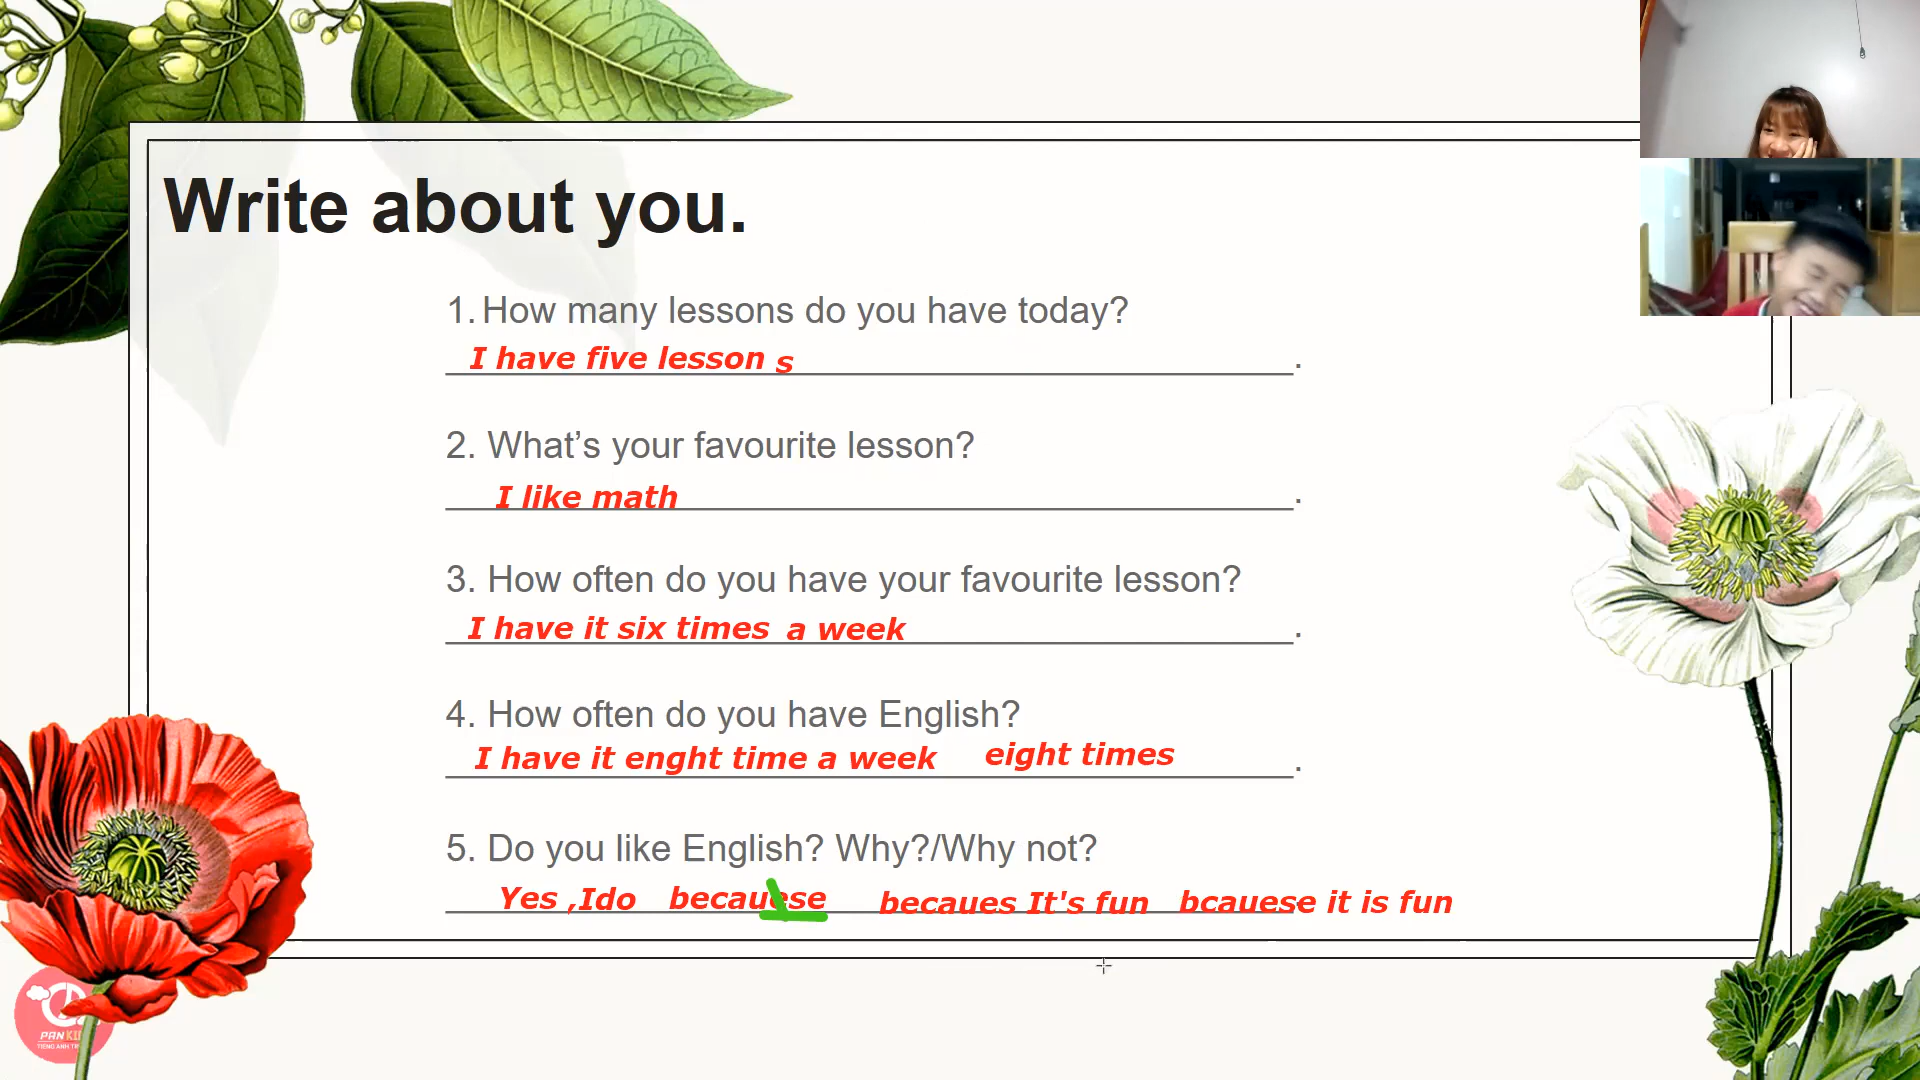 Write about you.
1. How many lessons do you have today?
I have five lesson s.
2. What’s your favourite lesson?
I like math.
3. How often do you have your favourite lesson?
I have it six times a week.
4. How often do you have English?
I have it enght time a week eight times.
5. Do you like English? Why?/Why not?
Yes ,Ido becauese becaues It's fun bcauese it is fun